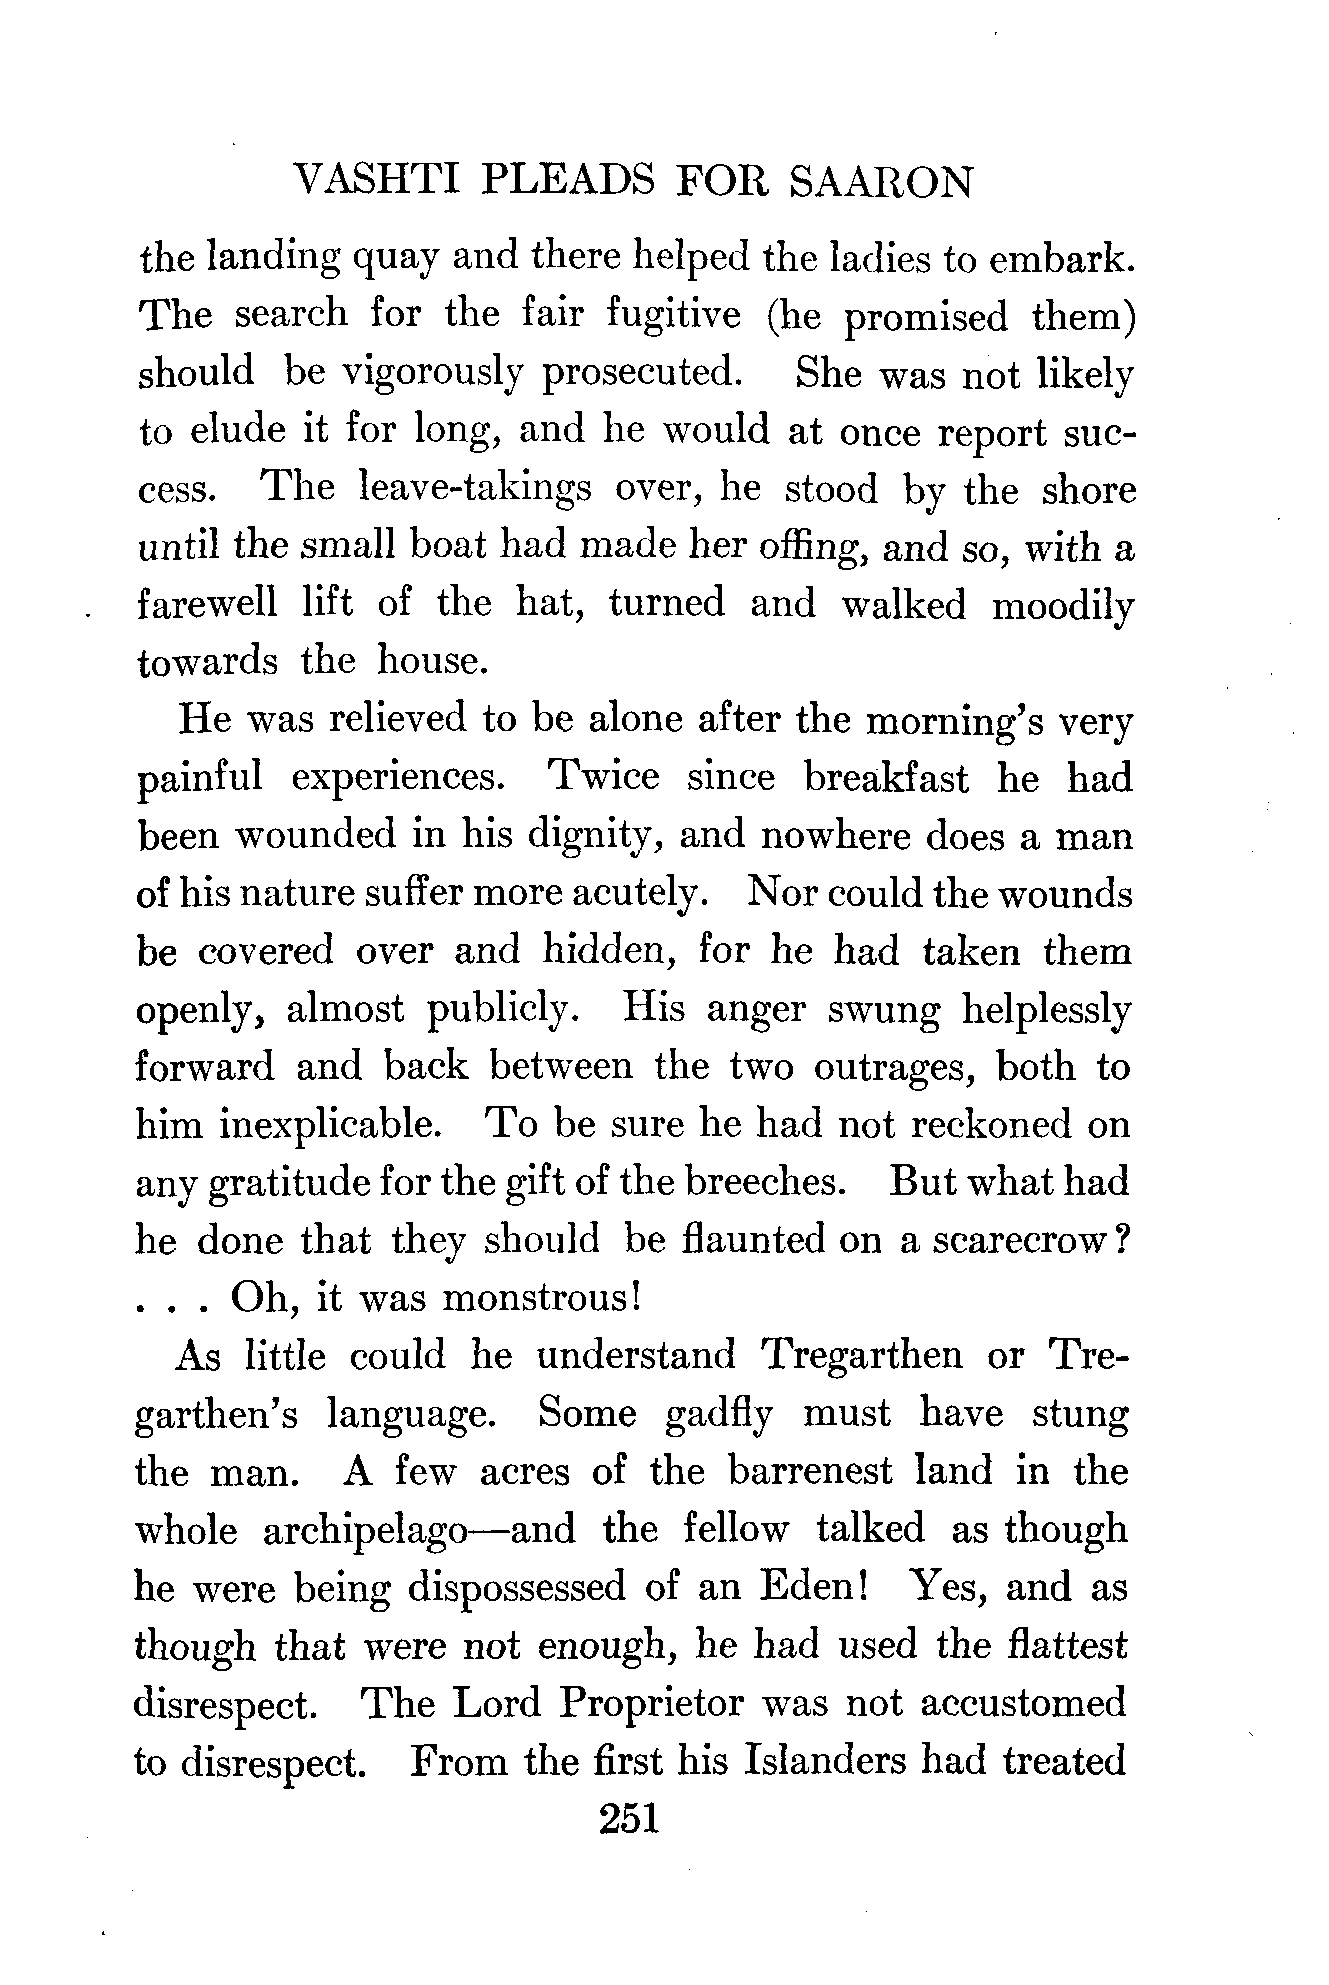 VASHTI PLEADS FOR SAARON
the landing quay and there helped the ladies to embark.
The search for the fair fugitive (he promised them)
should be vigorously prosecuted. She was not likely
to elude it for long, and he would at once report suc-
cess. The leave-takings over, he stood by the shore
until the small boat had made her offing, and so, with a
farewell lift of the hat, turned and walked moodily
towards the house.
He was relieved to be alone after the morning's very
painful experiences. Twice since breakfast he had
been wounded in his dignity, and nowhere does a man
of his nature suffer more acutely. Nor could the wounds
be covered over and hidden, for he had taken them
openly, almost publicly. His anger swung helplessly
forward and back between the two outrages, both to
him inexplicable. To be sure he had not reckoned on
any gratitude for the gift of the breeches. But what had
he done that they should be flaunted on a scarecrow?
. . . Oh, it was monstrous!
As little could he understand Tregarthen or Tre-
garthen's language. Some gadfly must have stung
the man. A few acres of the barrenest land in the
whole archipelago—and the fellow talked as though
he were being dispossessed of an Eden! Yes, and as
though that were not enough, he had used the flattest
disrespect. The Lord Proprietor was not accustomed
to disrespect. From the first his Islanders had treated
251